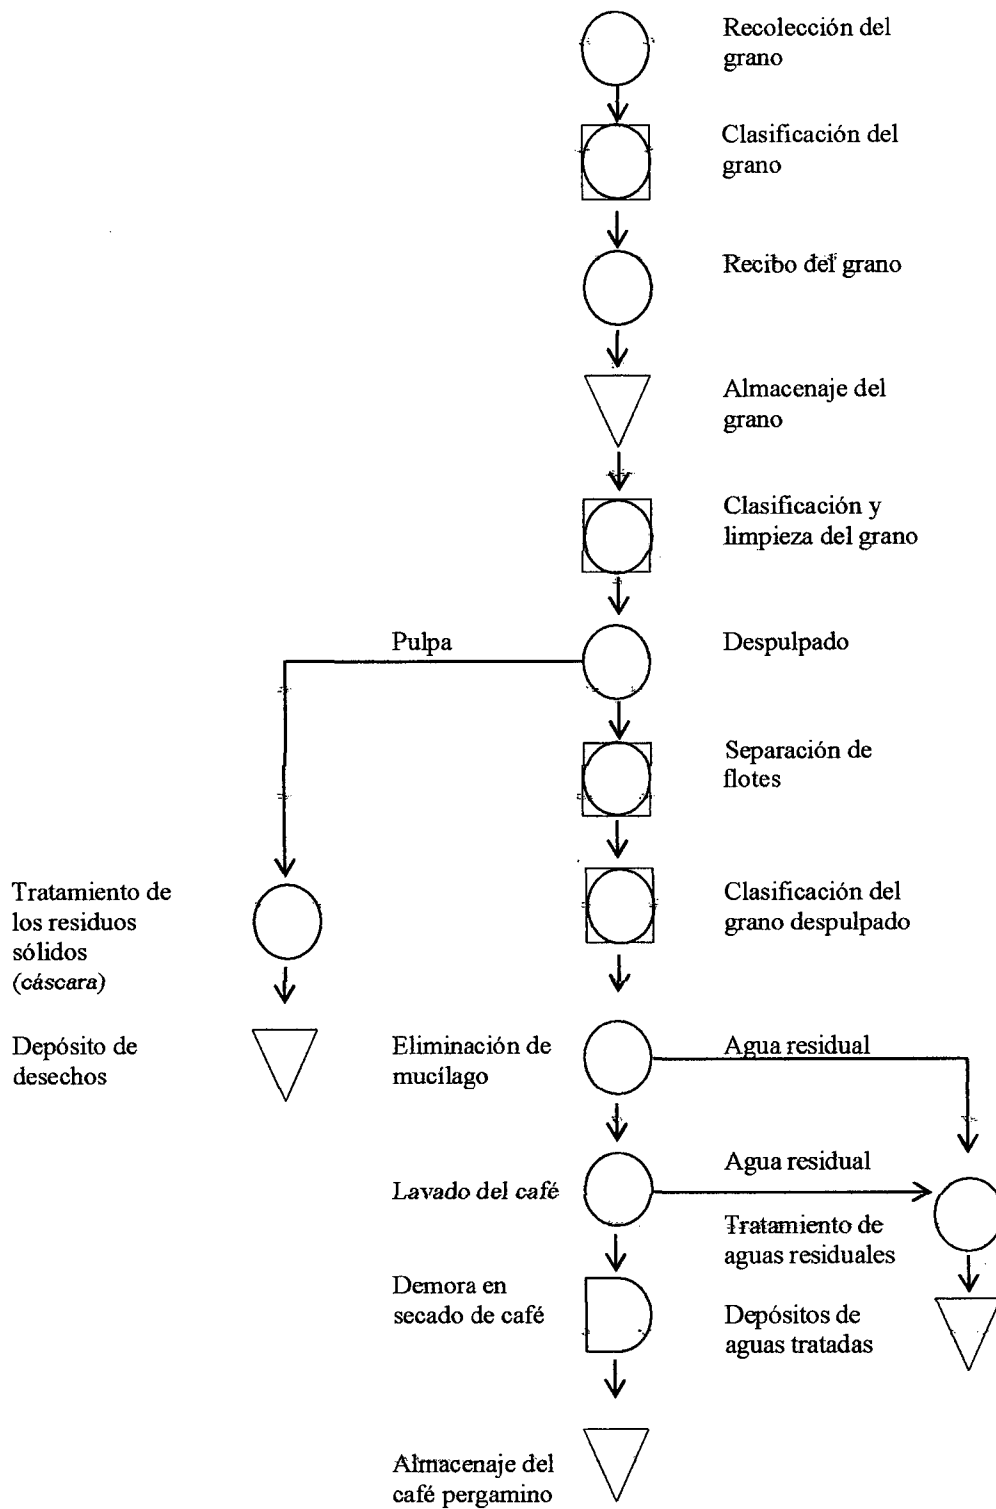 Recolección del
grano
Clasificación del
grano
Recibo del grano
Almacenaje del
grano
Clasificación y
limpieza del grano
Pulpa
Despulpado
Separación de
flotes
Clasificación del
grano despulpado
Tratamiento de
los residuos
sólidos
(cáscara)
Depósito de
desechos
Eliminación de
mucílago
Agua residual
Agua residual
Lavado del café
Tratamiento de
aguas residuales
Demora en
secado de café
Depósitos de
aguas tratadas
Almacenaje del
café pergamino